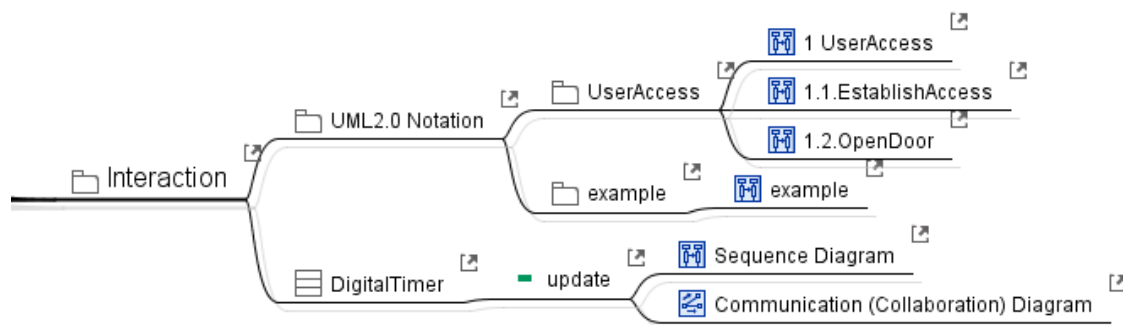 1 UserAccess
UserAccess
1.1.EstablishAccess
UML2.0 Notation
1.2.OpenDoor
Interaction
example
example
Sequence Diagram
DigitalTimer
update
Communication (Collaboration) Diagram